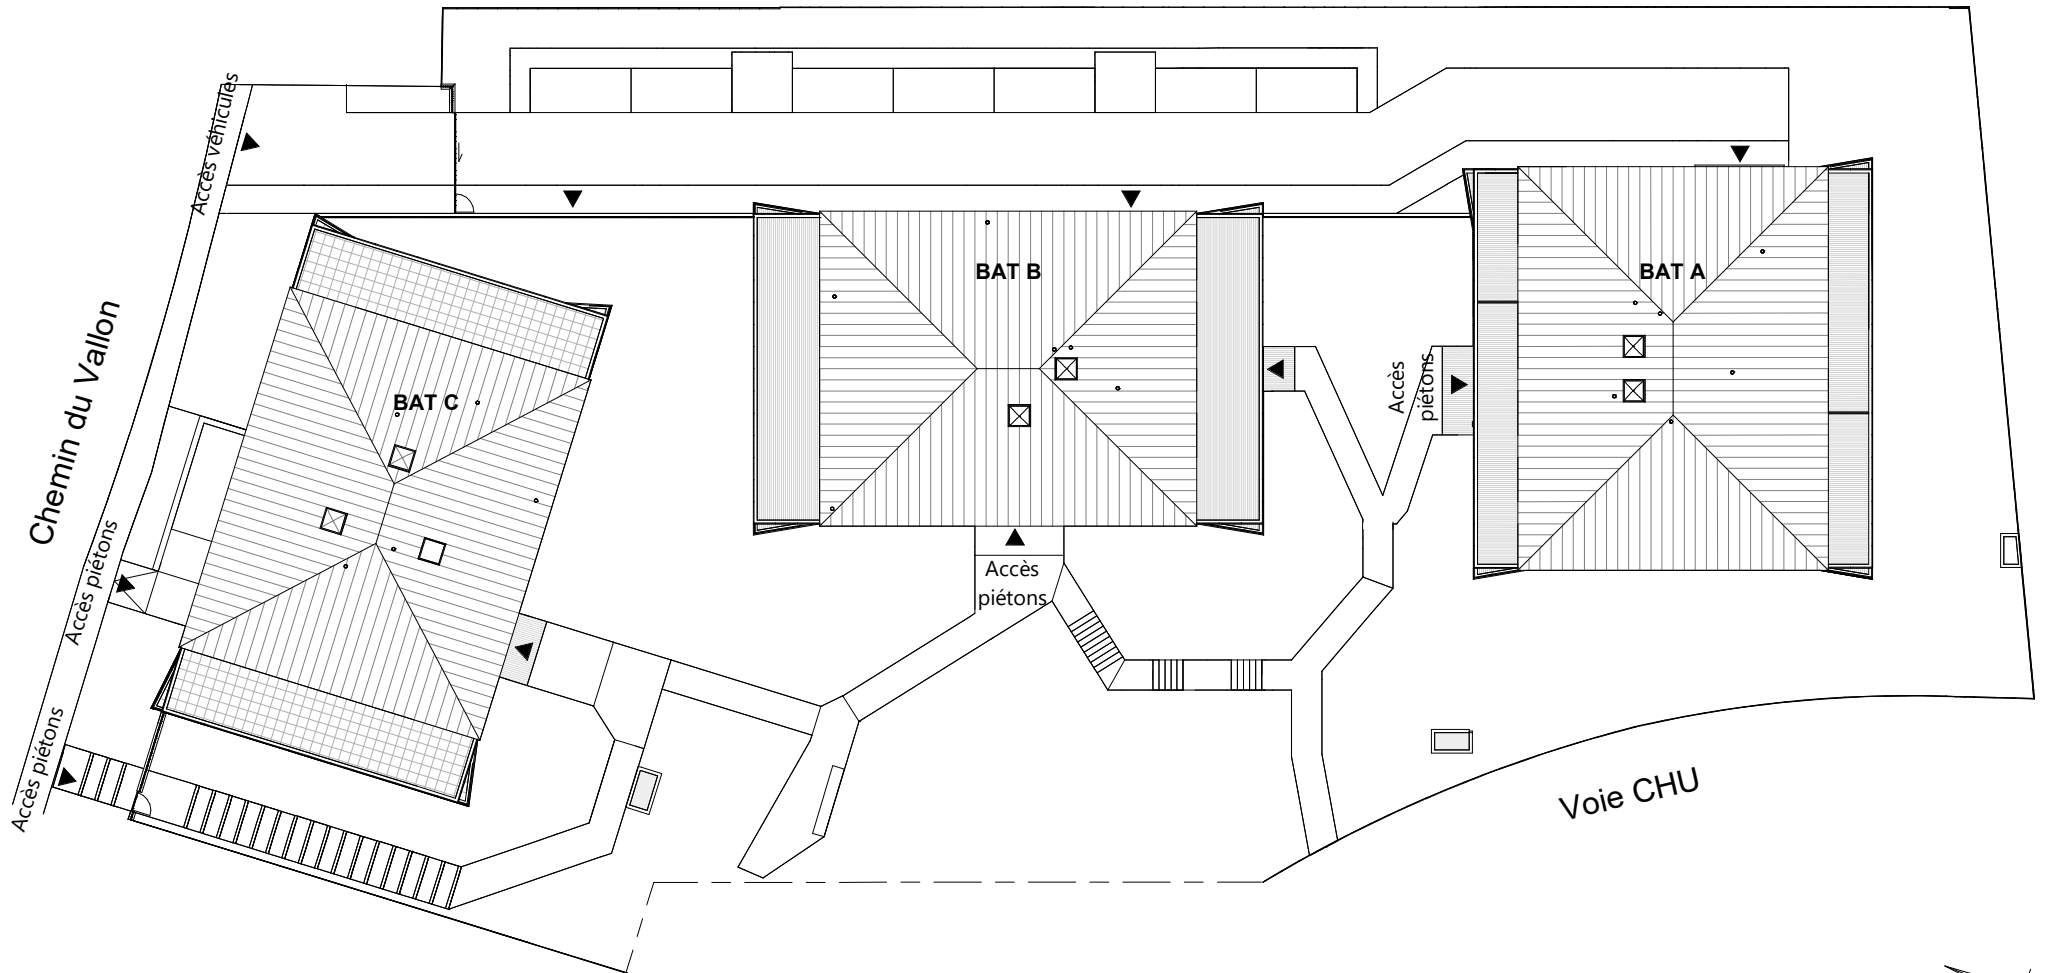 Accès véhicules
BAT B
BAT A
Chemin du Vallon
Accès
piétons
BAT C
Accès piétons
Accès
piétons
Accès piétons
Voie CHU